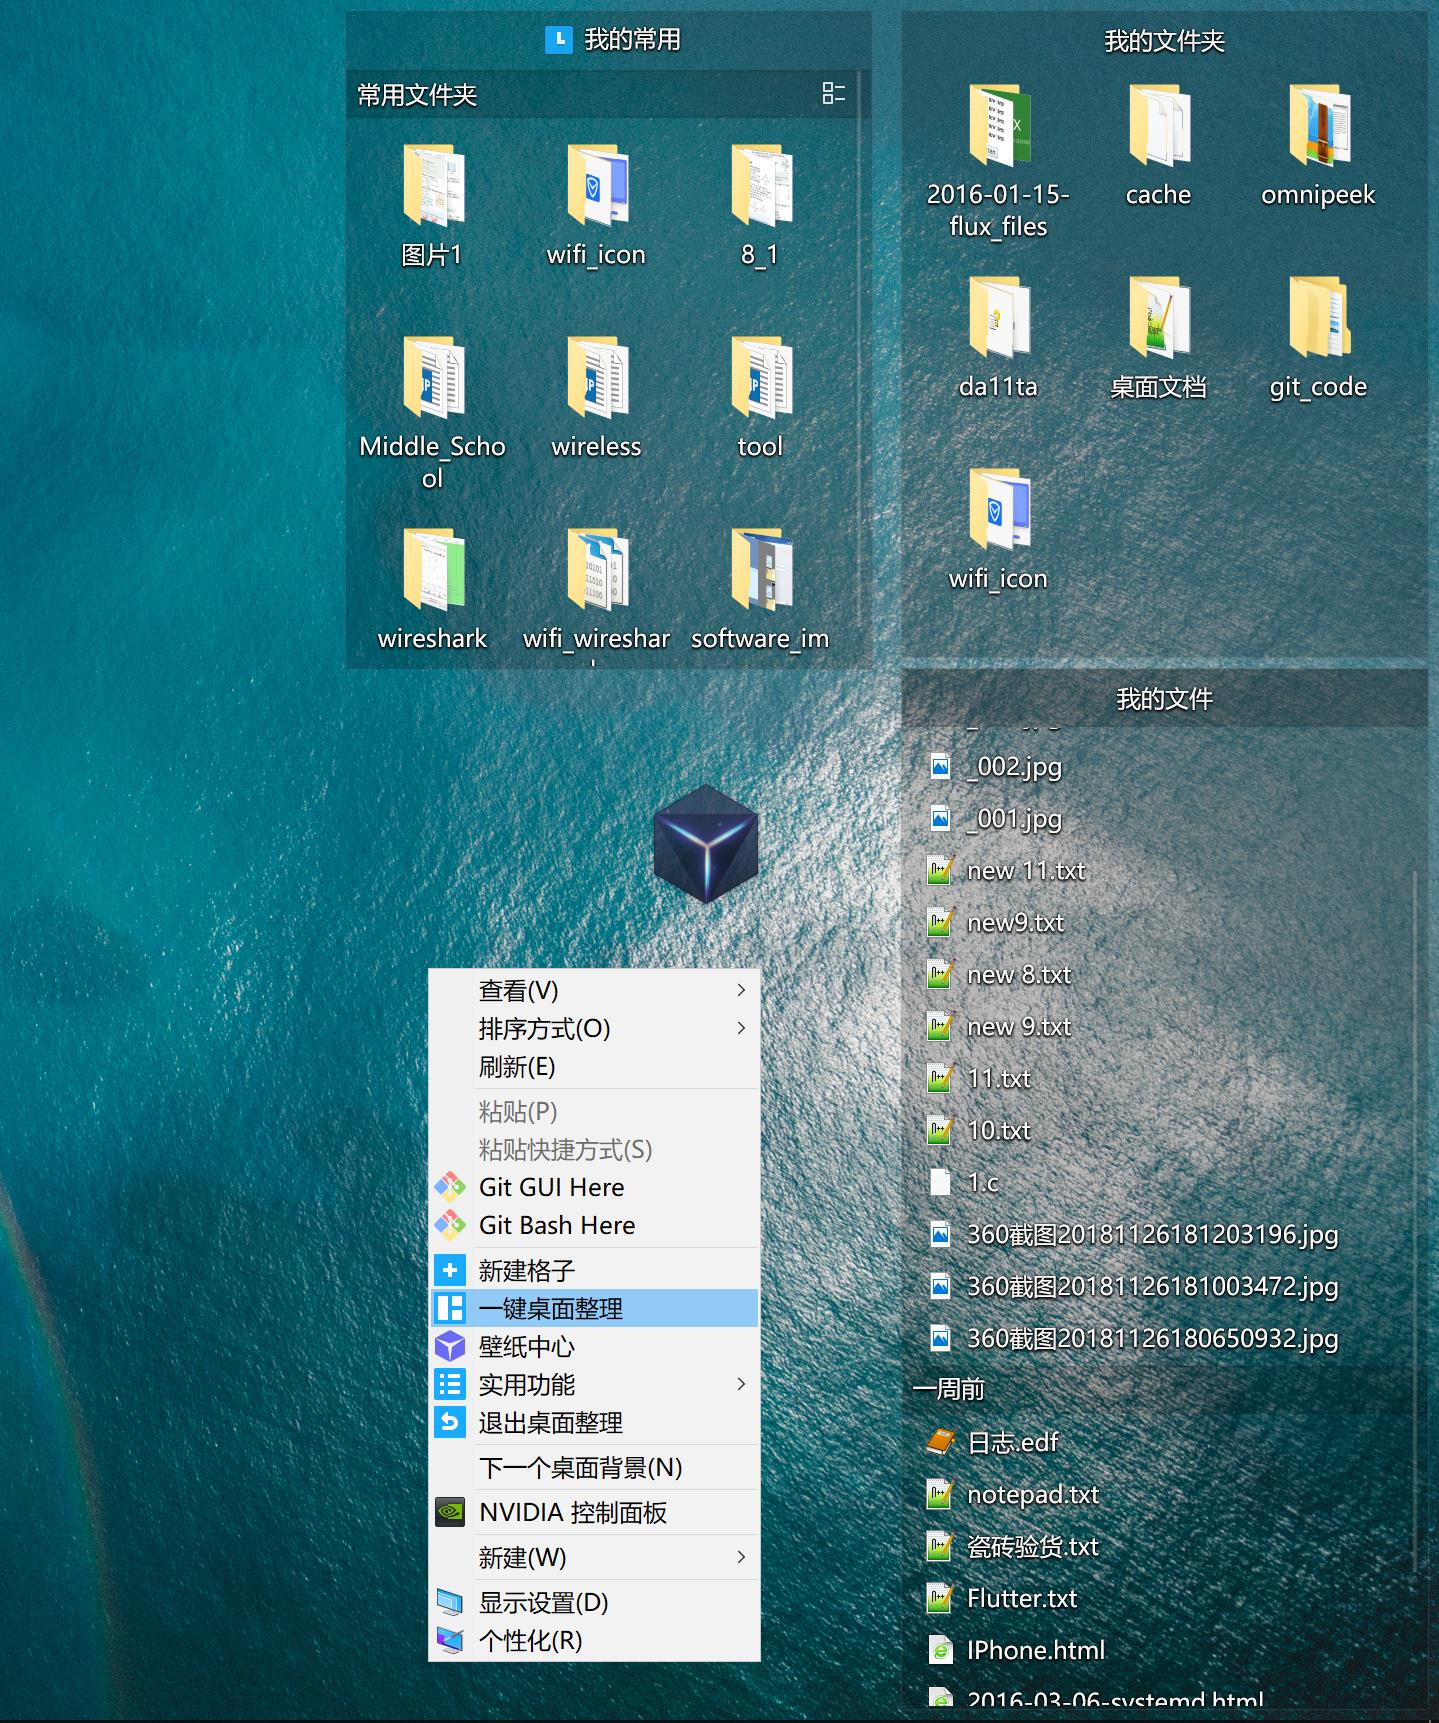 我的常用
常用文件夹
图片1
wifi_icon
8_1
Middle_Scho
ol
wireless
tool
wireshark
wifi_wireshar
software_im
我的文件夹
2016-01-15-
flux_files
cache
omnipeek
da11ta
桌面文档
git_code
wifi_icon
我的文件
_002.jpg
_001.jpg
new 11.txt
new9.txt
new 8.txt
new 9.txt
11.txt
10.txt
1.c
360截图20181126181203196.jpg
360截图20181126181003472.jpg
360截图20181126180650932.jpg
一周前
日志.edf
notepad.txt
瓷砖验货.txt
Flutter.txt
IPhone.html
2016-03-06-systemd.html
查看(V)
排序方式(O)
刷新(E)
粘贴(P)
粘贴快捷方式(S)
Git GUI Here
Git Bash Here
新建格子
一键桌面整理
壁纸中心
实用功能
退出桌面整理
下一个桌面背景(N)
NVIDIA 控制面板
新建(W)
显示设置(D)
个性化(R)